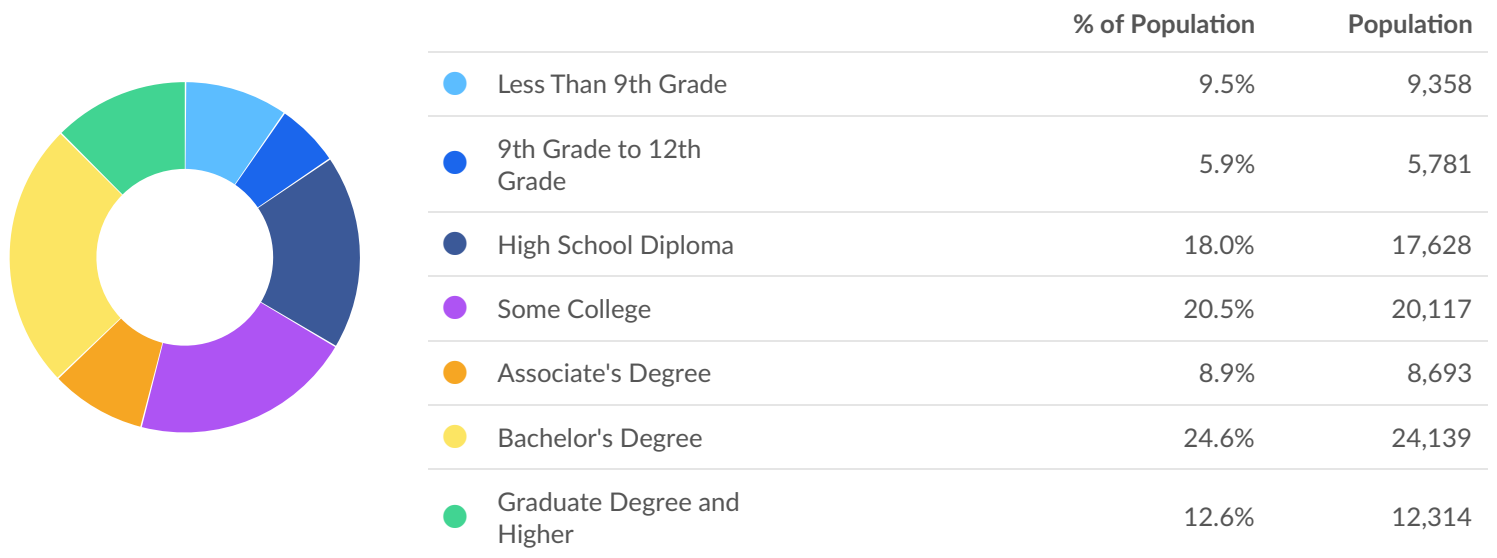 % of Population Population
Less Than 9th Grade 9.5% 9,358
9th Grade to 12th
Grade 5.9% 5,781
High School Diploma 18.0% 17,628
Some College 20.5% 20,117
Associate's Degree 8.9% 8,693
Bachelor's Degree 24.6% 24,139
Graduate Degree and
Higher 12.6% 12,314